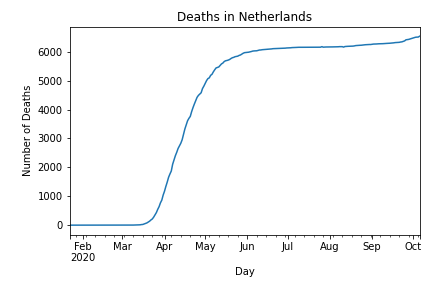 Deaths in Netherlands
Number of Deaths
6000
5000
4000
3000
2000
1000
0
Feb Mar Apr May Jun Jul Aug Sep Oct
2020
Day